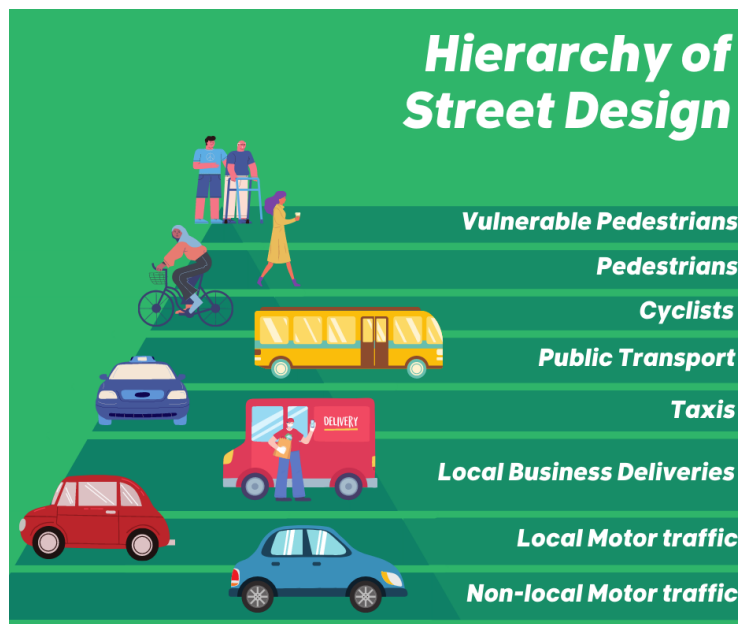 Hierarchy of
Street Design
Vulnerable Pedestrians
Pedestrians
Cyclists
Public Transport
Taxis
DELIVERY
Local Business Deliveries
Local Motor traffic
Non-local Motor traffic